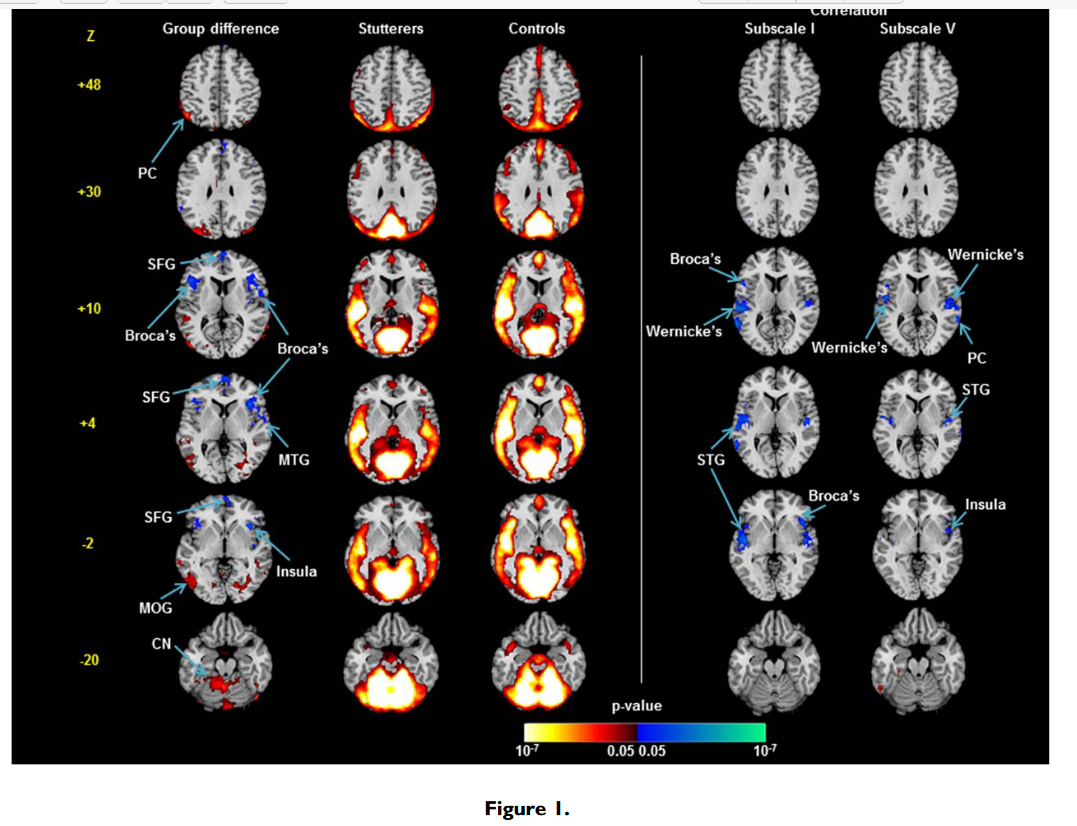 Correlation
Group difference Stutterers Controls Subscale I Subscale V
Z
+48
PC
+30
SFG
Broca's
Wernicke's
+10
Broca's
Broca's
Wernicke's
Wernicke's
PC
SFG
STG
+4
MTG
STG
SFG
Broca's
Insula
-2
Insula
MOG
CN
-20
p-value
10-7 0.05 0.05 10-7
Figure 1.